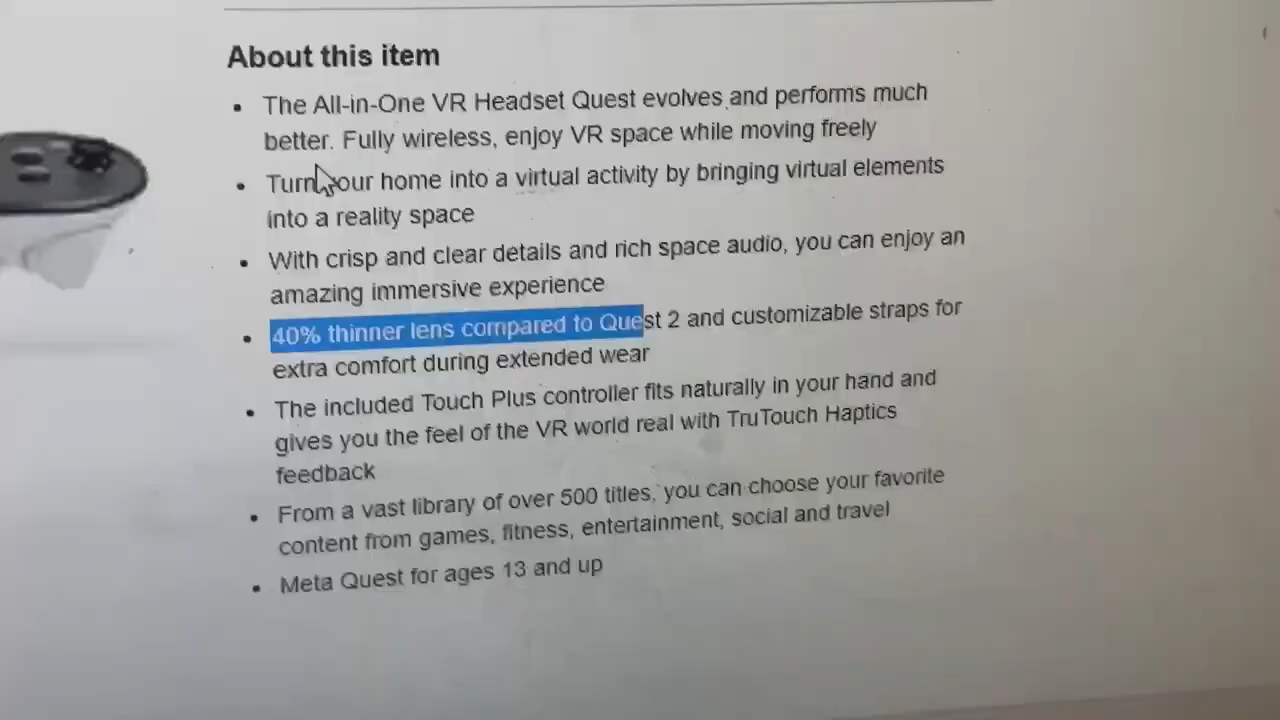 About this item
The All-in-One VR Headset Quest evolves and performs much
better. Fully wireless, enjoy VR space while moving freely
Turn your home into a virtual activity by bringing virtual elements
into a reality space
With crisp and clear details and rich space audio, you can enjoy an
amazing immersive experience
40% thinner lens compared to Quest 2 and customizable straps for
extra comfort during extended wear
The included Touch Plus controller fits naturally in your hand and
gives you the feel of the VR world real with TruTouch Haptics
feedback
From a vast library of over 500 titles, you can choose your favorite
content from games, fitness, entertainment, social and travel
Meta Quest for ages 13 and up